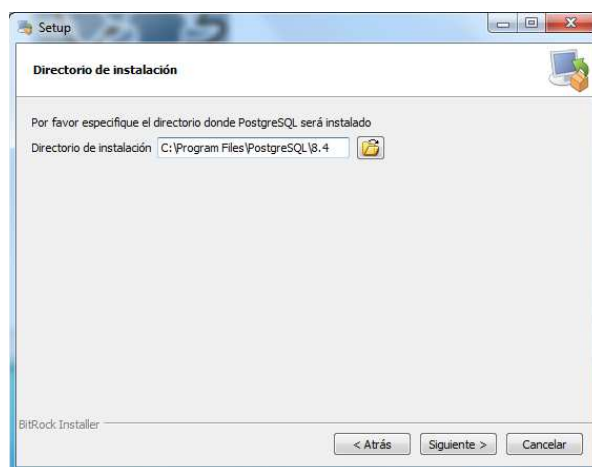 Setup
Directorio de instalación
Por favor especifique el directorio donde PostgreSQL será instalado
Directorio de instalación C:\Program Files\PostgreSQL\8.4
BitRock Installer
< Atrás Siguiente > Cancelar